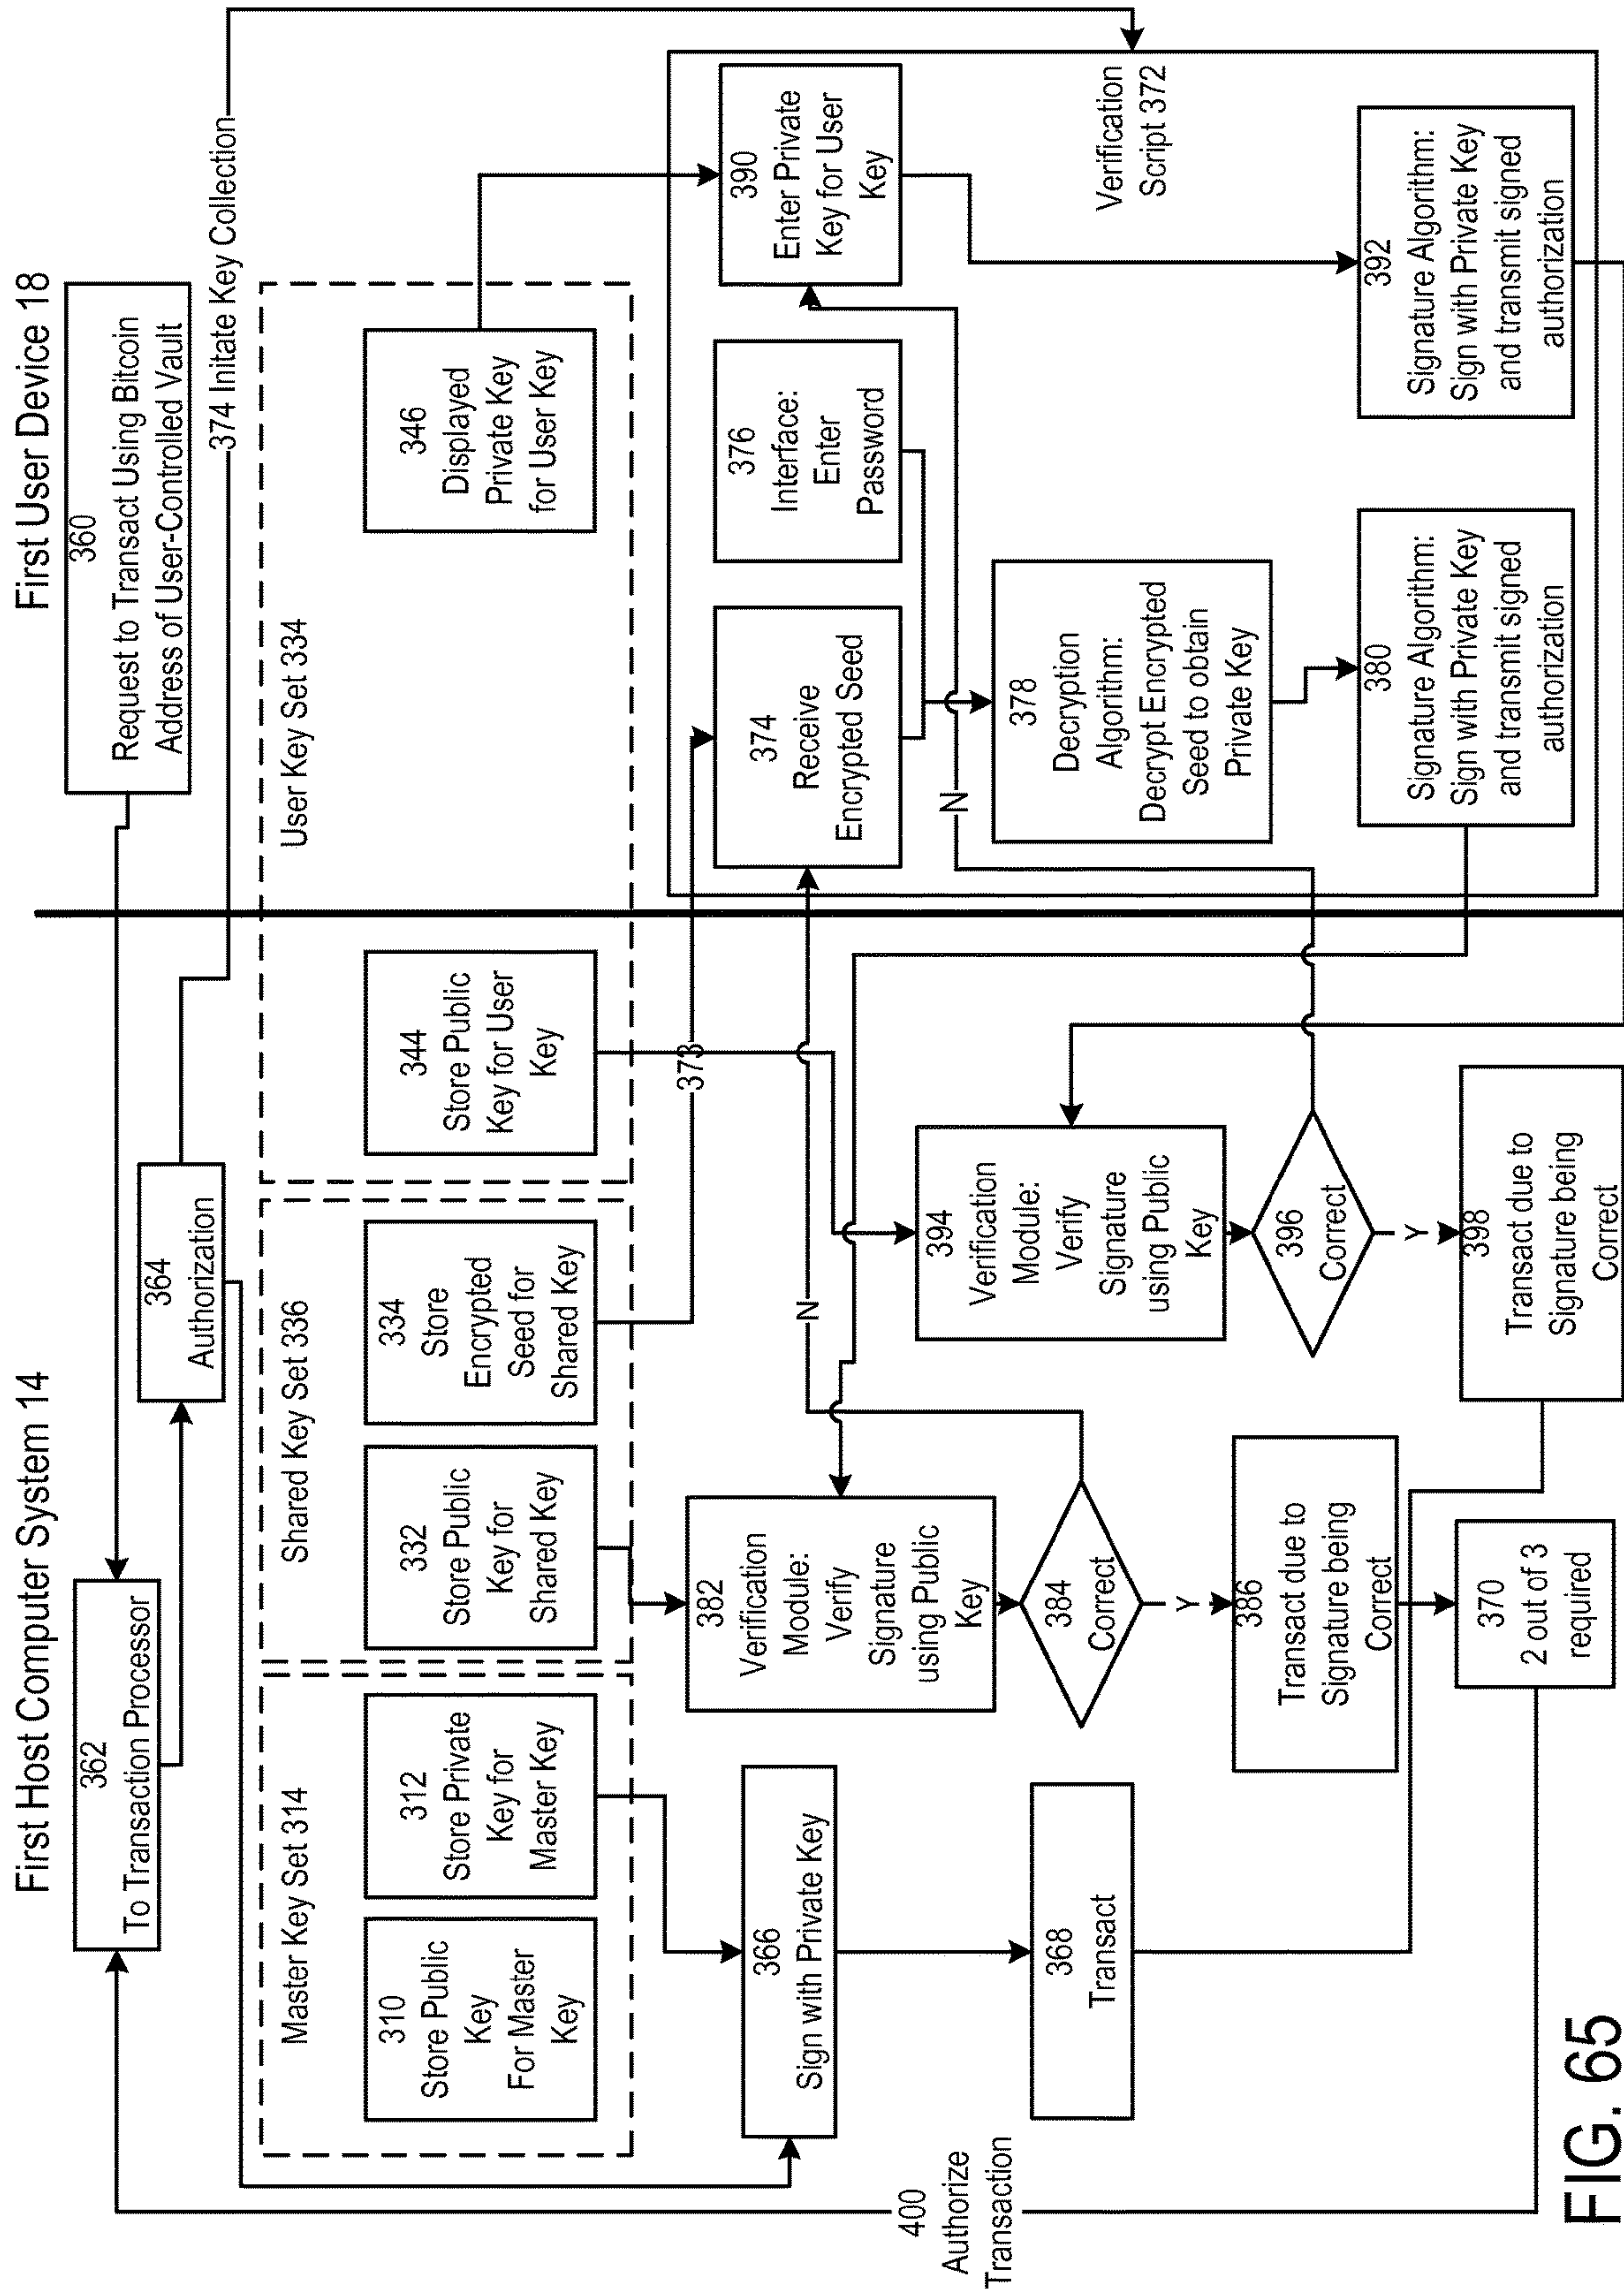 First Host Computer System 14
First User Device 18
362
To Transaction Processor
360
Request to Transact Using Bitcoin
Address of User-Controlled Vault
364
Authorization
374 Initate Key Collection
Master Key Set 314
Shared Key Set 336
User Key Set 334
310
Store Public
Key
For Master
Key
312
Store Private
Key for
Master Key
332
Store Public
Key for
Shared Key
334
Store
Encrypted
Seed for
Shared Key
344
Store Public
Key for User
Key
346
Displayed
Private Key
for User Key
373
366
Sign with Private Key
382
Verification
Module:
Verify
Signature
using Public
Key
N
374
Receive
Encrypted Seed
376
Interface:
Enter
Password
390
Enter Private
Key for User
Key
394
Verification
Module:
Verify
Signature
using Public
Key
N
378
Decryption
Algorithm:
Decrypt Encrypted
Seed to obtain
Private Key
Verification
Script 372
400
Authorize
Transaction
368
Transact
384
Correct
Y
396
Correct
Y
386
Transact due to
Signature being
Correct
380
Signature Algorithm:
Sign with Private Key
and transmit signed
authorization
392
Signature Algorithm:
Sign with Private Key
and transmit signed
authorization
370
2 out of 3
required
398
Transact due to
Signature being
Correct
FIG. 65